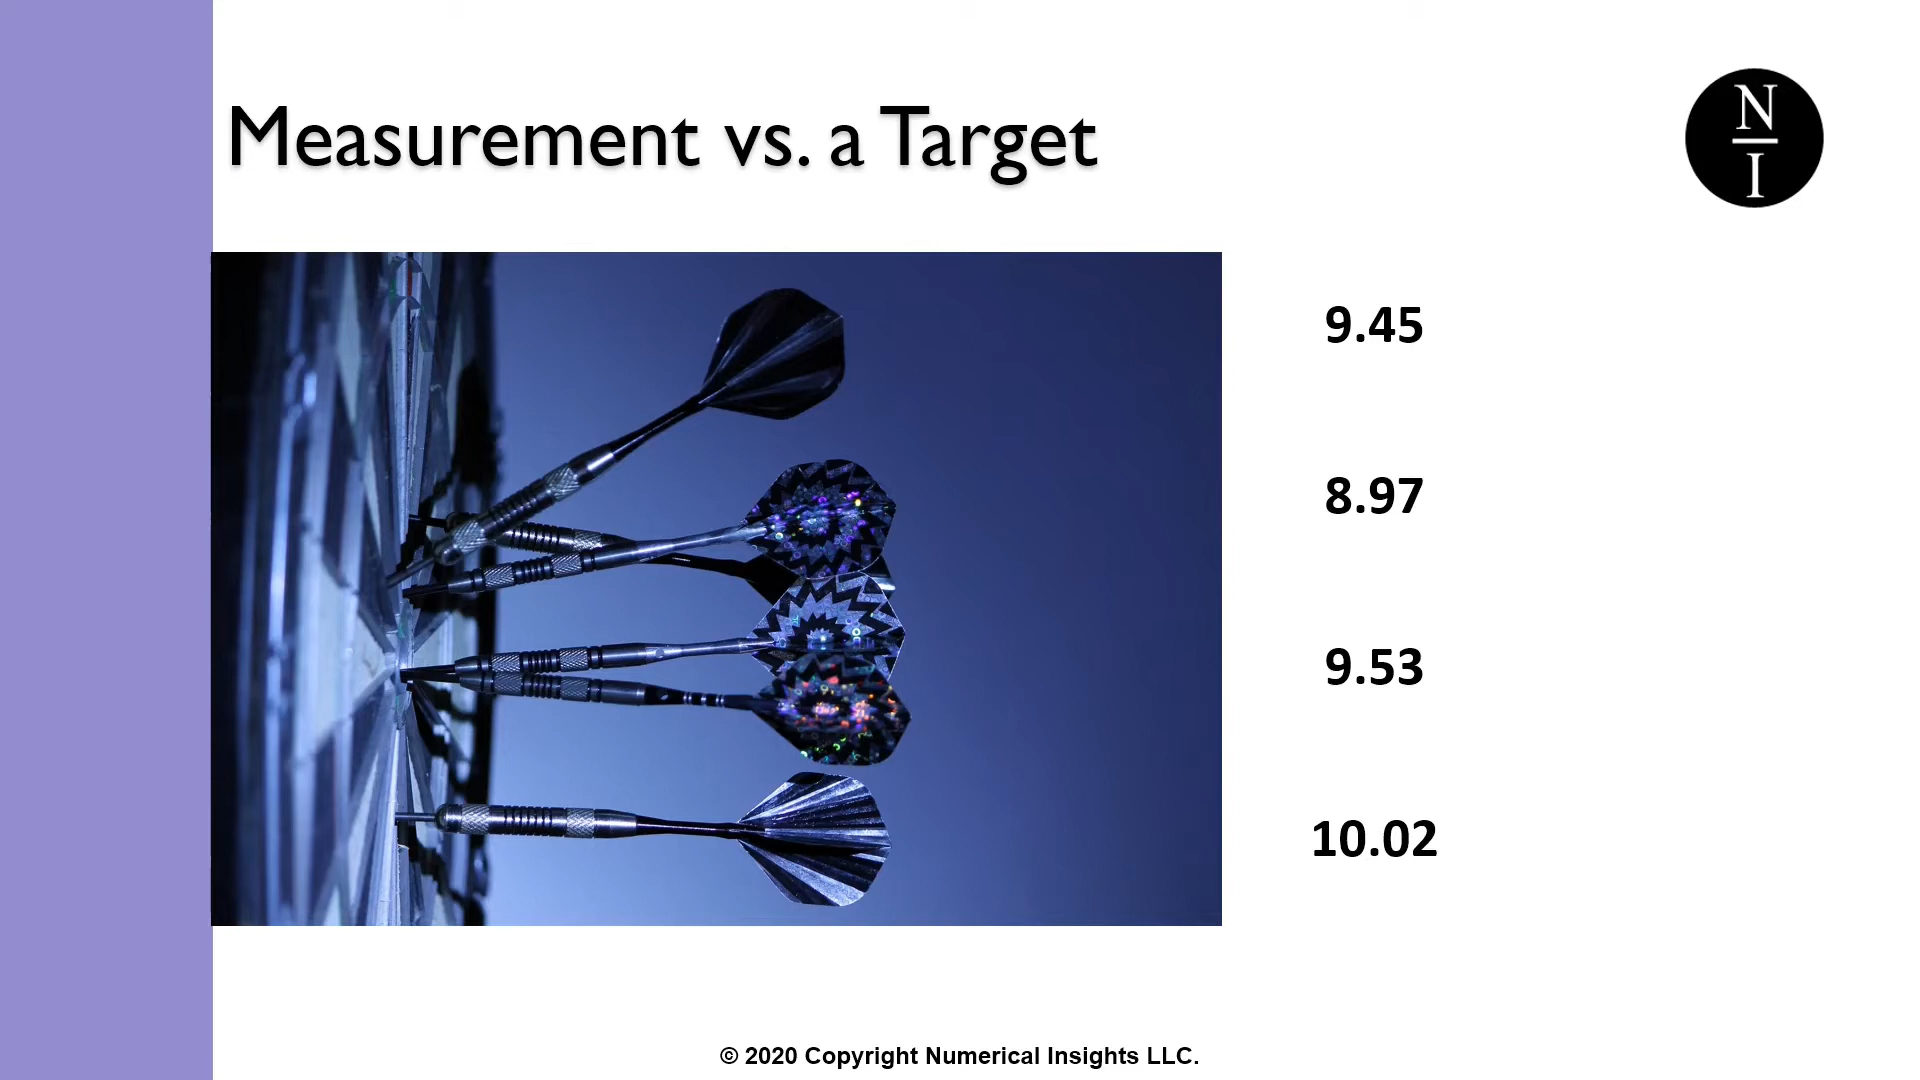 Measurement vs. a Target
N
I
9.45
8.97
9.53
10.02
© 2020 Copyright Numerical Insights LLC.